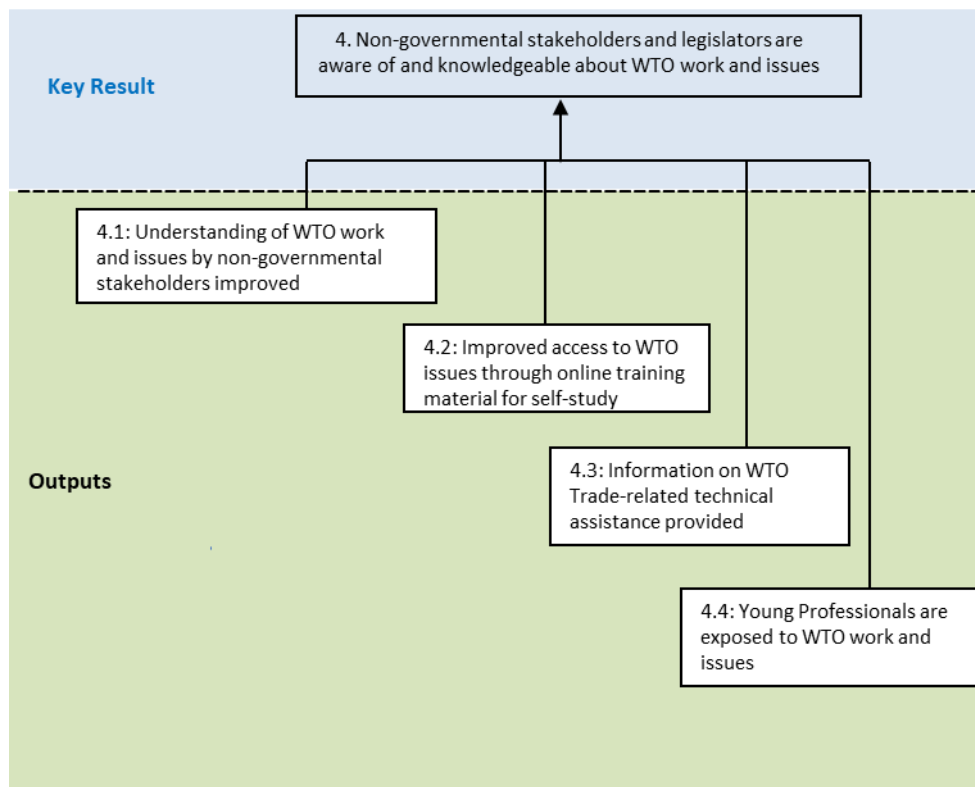 4. Non-governmental stakeholders and legislators are
aware of and knowledgeable about WTO work and issues
Key Result
4.1: Understanding of WTO work
and issues by non-governmental
stakeholders improved
4.2: Improved access to WTO
issues through online training
material for self-study
4.3: Information on WTO
Trade-related technical
assistance provided
Outputs
4.4: Young Professionals are
exposed to WTO work and
issues